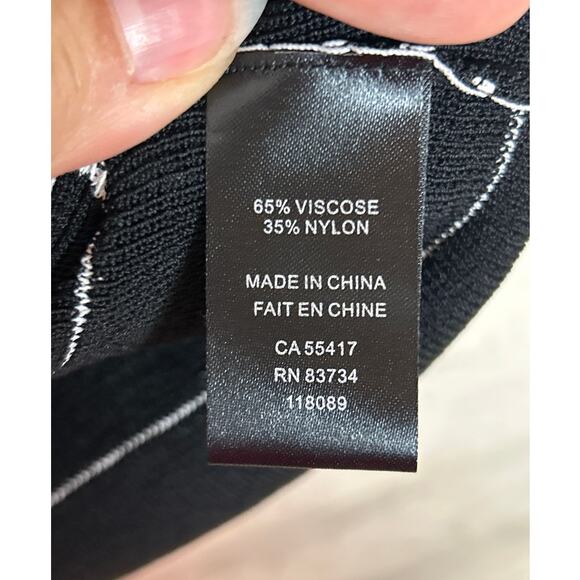 65% VISCOSE
35% NYLON
MADE IN CHINA
FAIT EN CHINE
CA 55417
RN 83734
118089